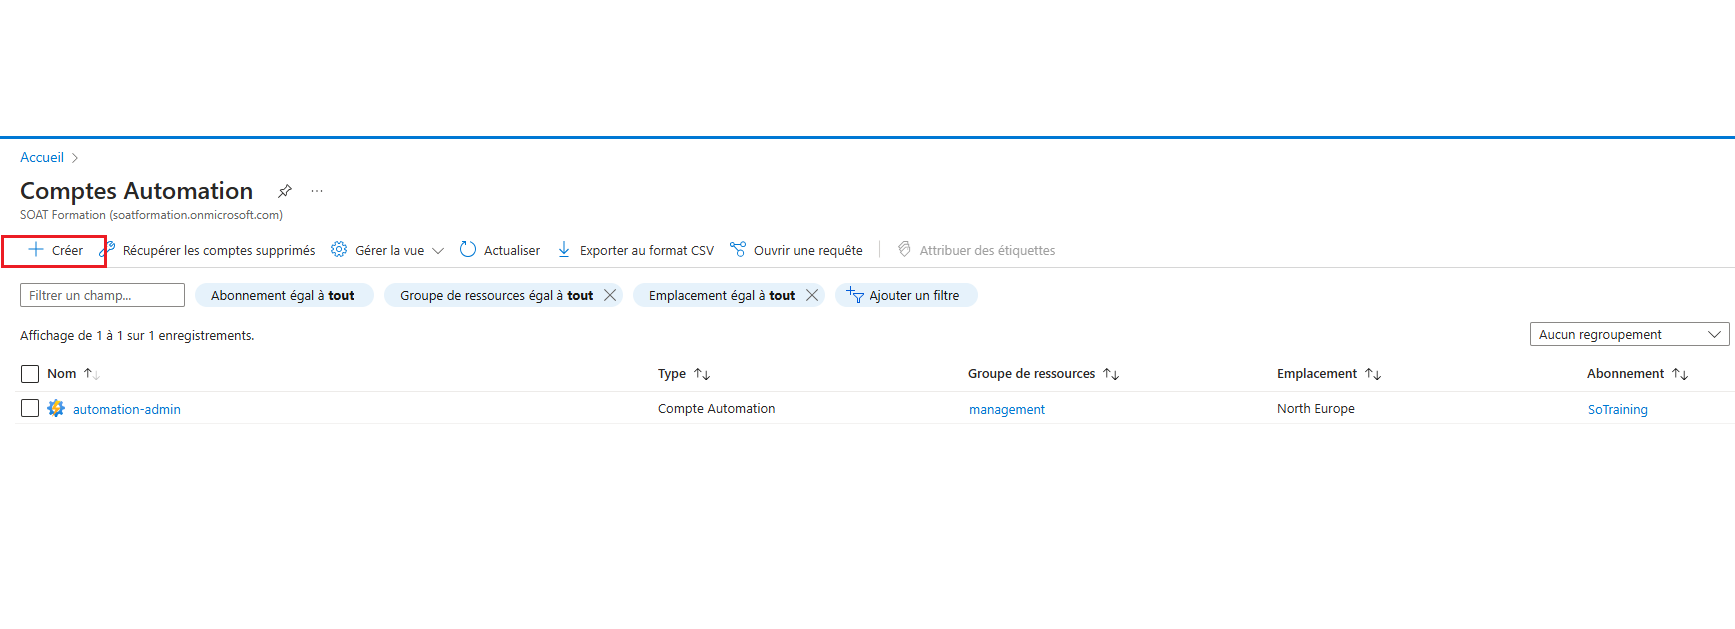 Accueil
Comptes Automation
SOAT Formation (soatformation.onmicrosoft.com)
Créer Récupérer les comptes supprimés Gérer la vue Actualiser Exporter au format CSV Ouvrir une requête Attribuer des étiquettes
Filtrer un champ... Abonnement égal à tout Groupe de ressources égal à tout Emplacement égal à tout Ajouter un filtre
Affichage de 1 à 1 sur 1 enregistrements. Aucun regroupement
Nom Type Groupe de ressources Emplacement Abonnement
automation-admin Compte Automation management North Europe SoTraining